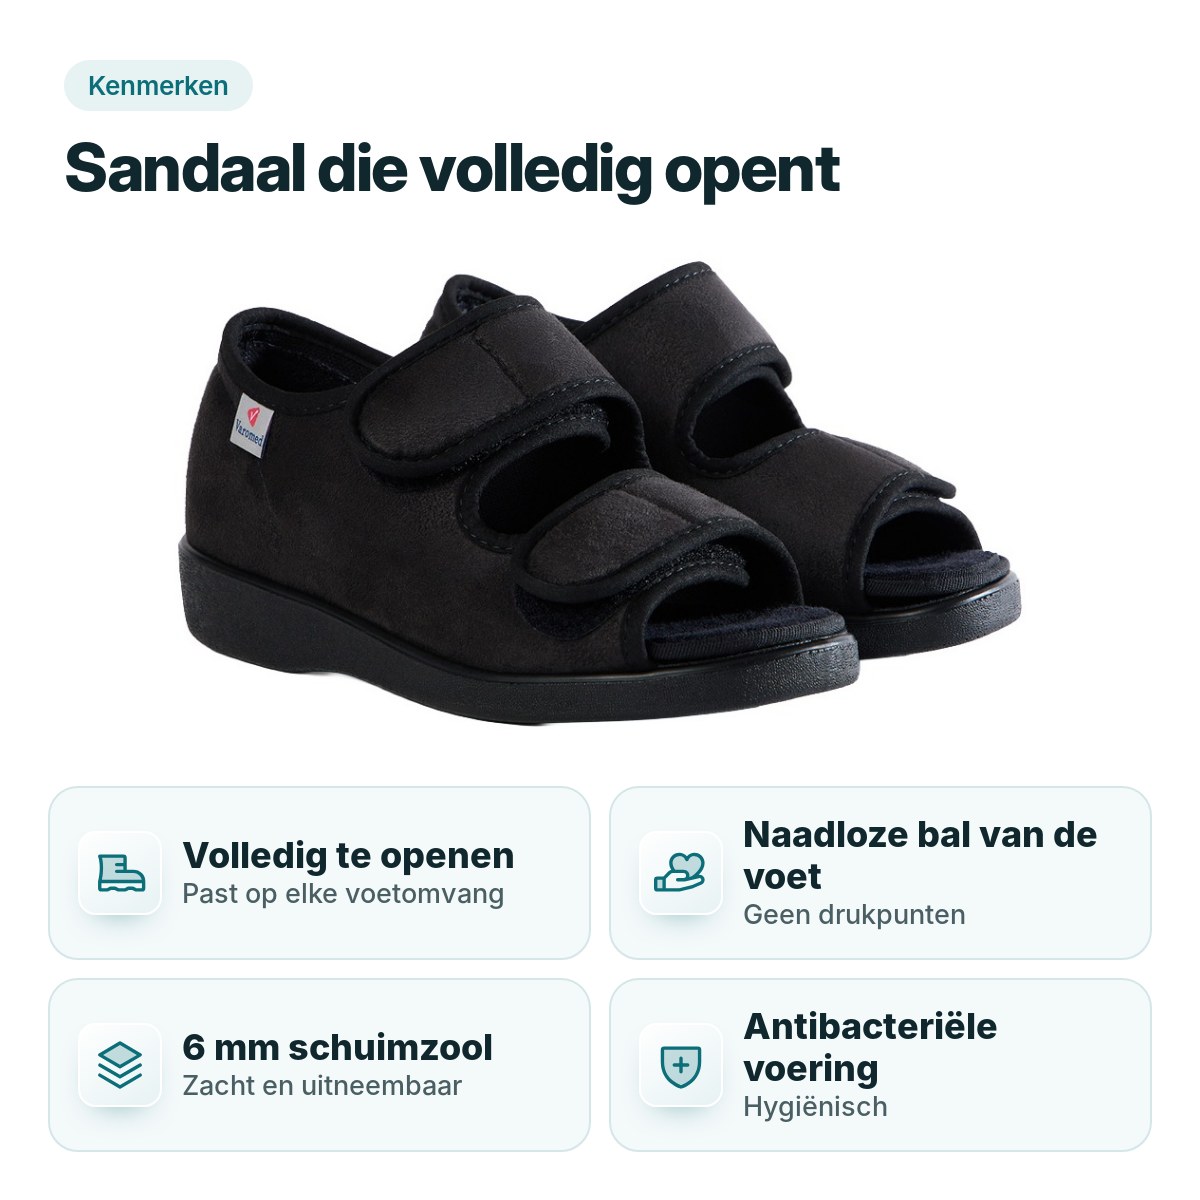 Kenmerken
Sandaal die volledig opent
Varomed
Volledig te openen
Past op elke voetomvang
Naadloze bal van de
voet
Geen drukpunten
6 mm schuimzool
Zacht en uitneembaar
Antibacteriële
voering
Hygiënisch